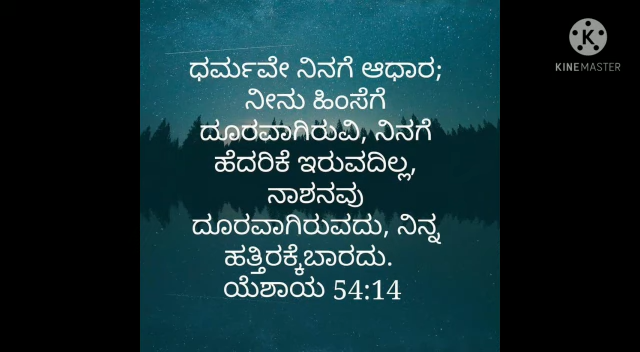 ಧರ್ಮವೇ ನಿನಗೆ ಆಧಾರ;
ನೀನು ಹಿಂಸೆಗೆ
ದೂರವಾಗಿರುವಿ, ನಿನಗೆ
ಹೆದರಿಕೆ ಇರುವದಿಲ್ಲ,
ನಾಶನವು
ದೂರವಾಗಿರುವದು, ನಿನ್ನ
ಹತ್ತಿರಕ್ಕೆಬಾರದು.
ಯೆಶಾಯ 54:14
KINEMASTER